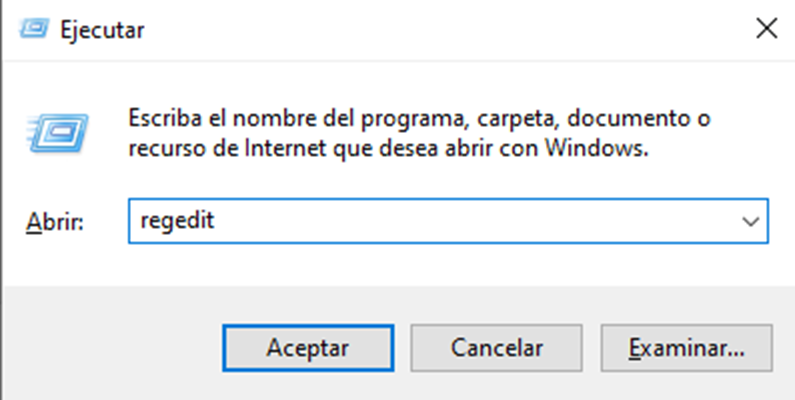 Ejecutar
Escriba el nombre del programa, carpeta, documento o
recurso de Internet que desea abrir con Windows.
Abrir: regedit
Aceptar Cancelar Examinar...